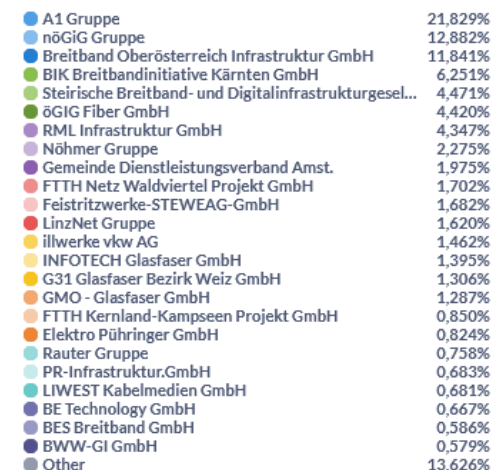 A1 Gruppe 21,829%
nöGiG Gruppe 12,882%
Breitband Oberösterreich Infrastruktur GmbH 11,841%
BIK Breitbandinitiative Kärnten GmbH 6,251%
Steirische Breitband- und Digitalinfrastrukturgesel... 4,471%
öGIG Fiber GmbH 4,420%
RML Infrastruktur GmbH 4,347%
Nöhmer Gruppe 2,275%
Gemeinde Dienstleistungsverband Amst. 1,975%
FTTH Netz Waldviertel Projekt GmbH 1,702%
Feistritzwerke-STEWEAG-GmbH 1,682%
LinzNet Gruppe 1,620%
illwerke vkw AG 1,462%
INFOTECH Glasfaser GmbH 1,395%
G31 Glasfaser Bezirk Weiz GmbH 1,306%
GMO - Glasfaser GmbH 1,287%
FTTH Kernland-Kampseen Projekt GmbH 0,850%
Elektro Pühringer GmbH 0,824%
Rauter Gruppe 0,758%
PR-Infrastruktur.GmbH 0,683%
LIWEST Kabelmedien GmbH 0,681%
BE Technology GmbH 0,667%
BES Breitband GmbH 0,586%
BWW-GI GmbH 0,579%
Other 13,626%